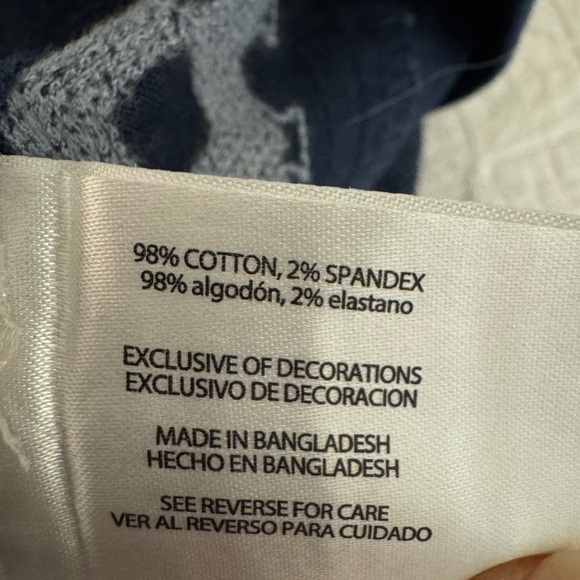 98% COTTON, 2% SPANDEX
98% algodón, 2% elastano
EXCLUSIVE OF DECORATIONS
EXCLUSIVO DE DECORACION
MADE IN BANGLADESH
HECHO EN BANGLADESH
SEE REVERSE FOR CARE
VER AL REVERSO PARA CUIDADO